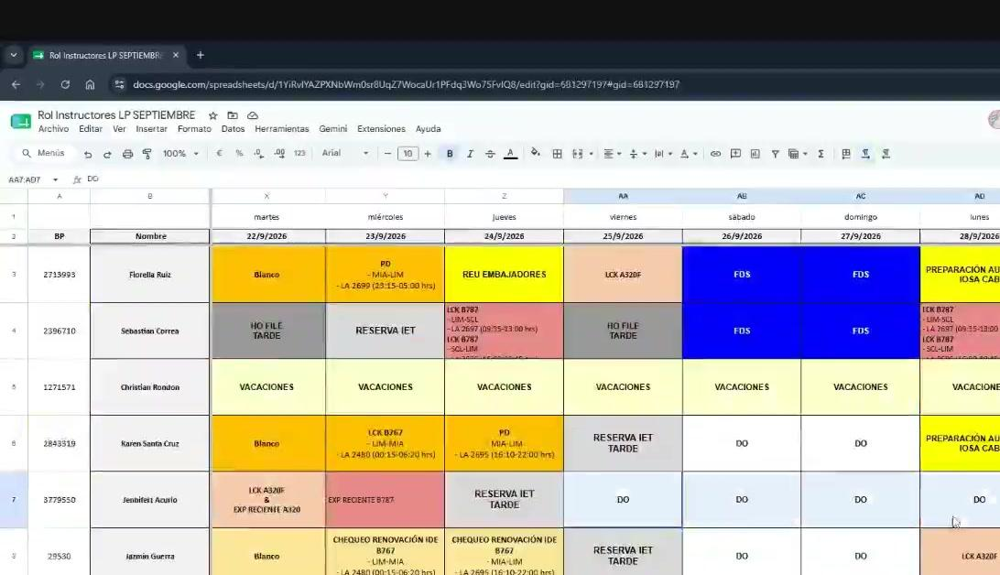 Rol Instructores LP SEPTIEMBR
docs.google.com/spreadsheets/d/1YiRvlYAZPXNbWm0sr8UqZ7WocaUr1PFdq3Wo75FvIQ8/edit?gid=681297197#gid=681297197
Rol Instructores LP SEPTIEMBRE
Archivo Editar Ver Insertar Formato Datos Herramientas Gemini Extensiones Ayuda
Menús 100% € % .0 .00 123 Arial 10
AA7:AD7 fx DO
A B X Y Z AA AB AC AD
1 martes miércoles jueves viernes sábado domingo lunes
2 BP Nombre 22/9/2026 23/9/2026 24/9/2026 25/9/2026 26/9/2026 27/9/2026 28/9/2026
3 2713993 Fiorella Ruiz Blanco
PD
- MIA-LIM
- LA 2699 (23:15-05:00 hrs)
REU EMBAJADORES LCK A320F FDS FDS
PREPARACIÓN AU
IOSA CAB
4 2396710 Sebastian Correa
HO FILE
TARDE
RESERVA IET
LCK B787
- LIM-SCL
- LA 2697 (09:35-13:00 hrs)
LCK B787
- SCL-LIM
HO FILE
TARDE
FDS FDS
LCK B787
- LIM-SCL
- LA 2697 (09:35-13:00
LCK B787
- SCL-LIM
5 1271571 Christian Rondon VACACIONES VACACIONES VACACIONES VACACIONES VACACIONES VACACIONES VACACIONE
6 2843319 Karen Santa Cruz Blanco
LCK B767
- LIM-MIA
- LA 2480 (00:15-06:20 hrs)
PD
- MIA-LIM
- LA 2695 (16:10-22:00 hrs)
RESERVA IET
TARDE
DO DO
PREPARACIÓN AU
IOSA CAB
7 3779550 Jennifert Acurio
LCK A320F
&
EXP RECIENTE A320
EXP RECIENTE B787
RESERVA IET
TARDE
DO DO DO DO
8 29530 Jazmin Guerra Blanco
CHEQUEO RENOVACIÓN IDE
B767
- LIM-MIA
- LA 2480 (00:15-06:20 hrs)
CHEQUEO RENOVACIÓN IDE
B767
- MIA-LIM
- LA 2695 (16:10-22:00 hrs)
RESERVA IET
TARDE
DO DO LCK A320F